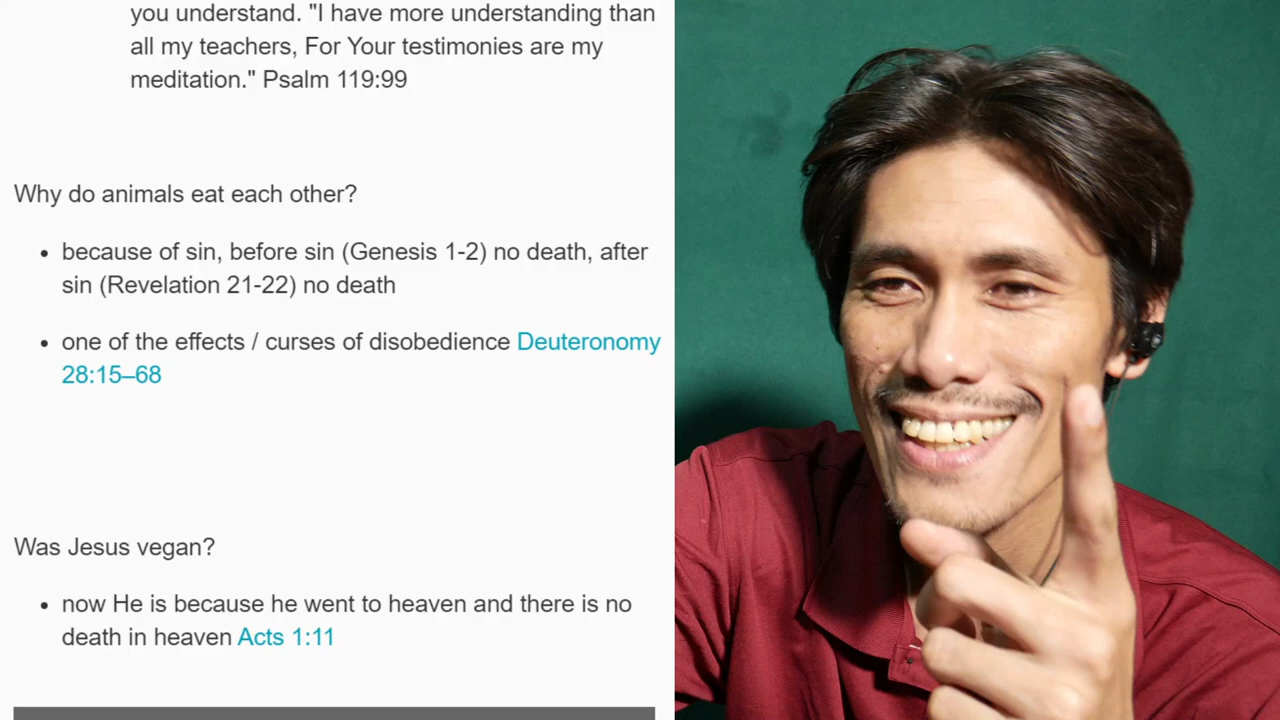 you understand. "I have more understanding than
all my teachers, For Your testimonies are my
meditation." Psalm 119:99
Why do animals eat each other?
• because of sin, before sin (Genesis 1-2) no death, after
sin (Revelation 21-22) no death
• one of the effects / curses of disobedience Deuteronomy
28:15–68
Was Jesus vegan?
• now He is because he went to heaven and there is no
death in heaven Acts 1:11